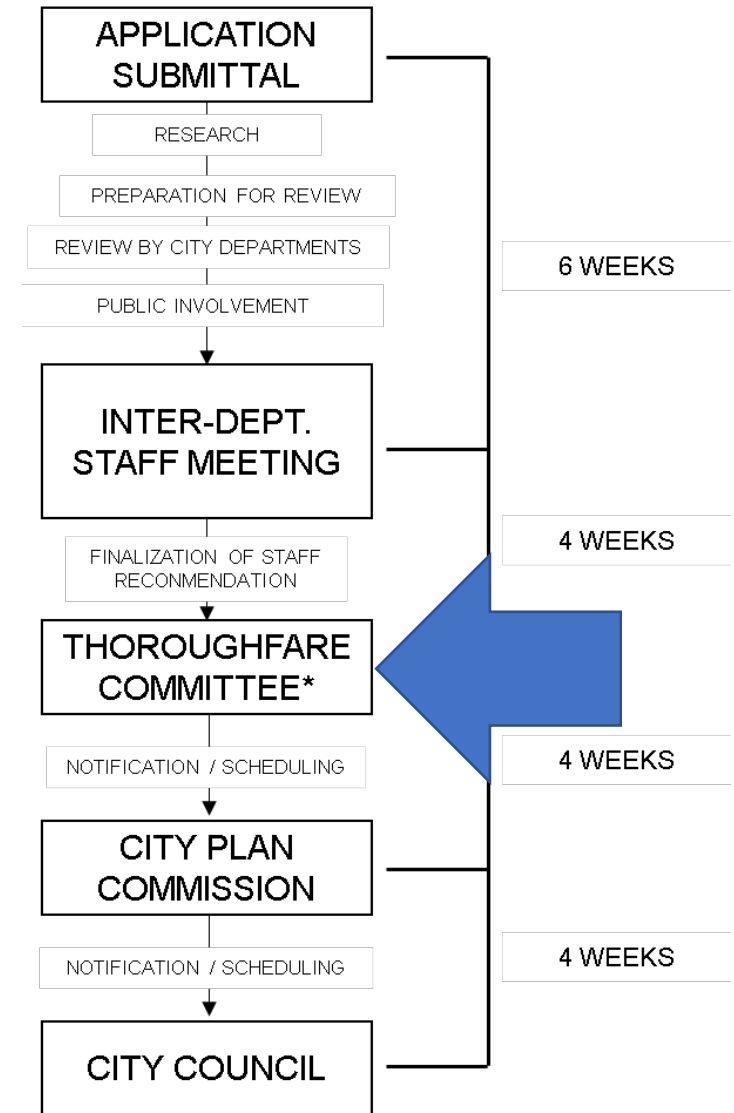 APPLICATION
SUBMITTAL
RESEARCH
PREPARATION FOR REVIEW
REVIEW BY CITY DEPARTMENTS
6 WEEKS
PUBLIC INVOLVEMENT
INTER-DEPT.
STAFF MEETING
4 WEEKS
FINALIZATION OF STAFF
RECONMENDATION
THOROUGHFARE
COMMITTEE*
4 WEEKS
NOTIFICATION / SCHEDULING
CITY PLAN
COMMISSION
4 WEEKS
NOTIFICATION / SCHEDULING
CITY COUNCIL